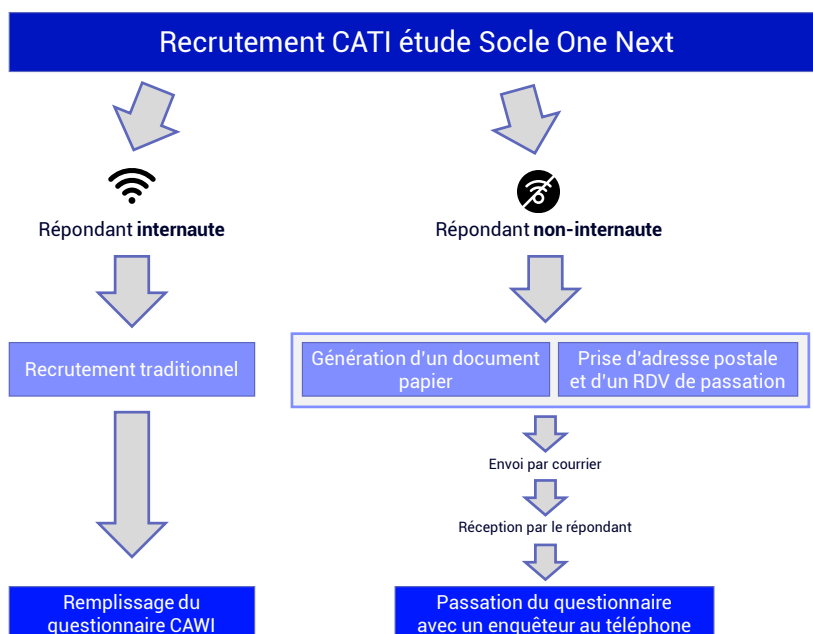 Recrutement CATI étude Socle One Next
Répondant internaute
Répondant non-internaute
Recrutement traditionnel
Génération d'un document
papier
Prise d'adresse postale
et d'un RDV de passation
Envoi par courrier
Réception par le répondant
Remplissage du
questionnaire CAWI
Passation du questionnaire
avec un enquêteur au téléphone